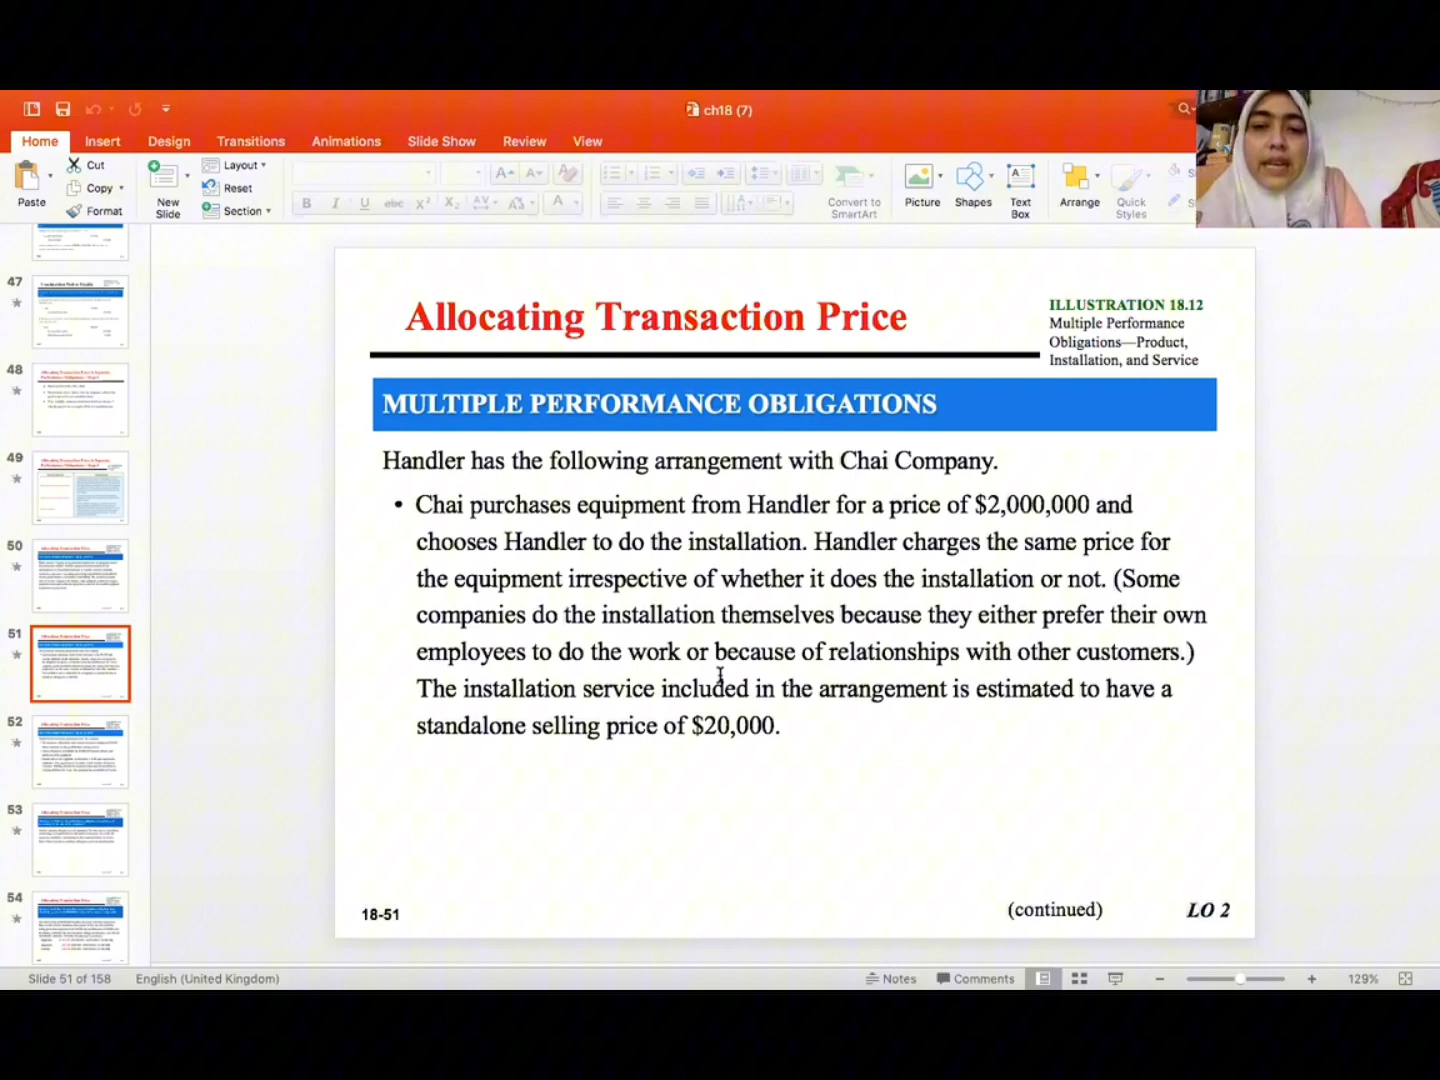 ch18 (7)
Home Insert Design Transitions Animations Slide Show Review View
Paste
Cut
Copy
Format
New
Slide
Layout
Reset
Section
B I U abc X² X₂ AV Aa A
Convert to
SmartArt
Picture
Shapes
Text
Box
Arrange
Quick
Styles
47
48
49
50
51
52
53
54
Allocating Transaction Price
ILLUSTRATION 18.12
Multiple Performance
Obligations—Product,
Installation, and Service
MULTIPLE PERFORMANCE OBLIGATIONS
Handler has the following arrangement with Chai Company.
• Chai purchases equipment from Handler for a price of $2,000,000 and
chooses Handler to do the installation. Handler charges the same price for
the equipment irrespective of whether it does the installation or not. (Some
companies do the installation themselves because they either prefer their own
employees to do the work or because of relationships with other customers.)
The installation service included in the arrangement is estimated to have a
standalone selling price of $20,000.
18-51
(continued)
LO 2
Slide 51 of 158
English (United Kingdom)
Notes
Comments
129%